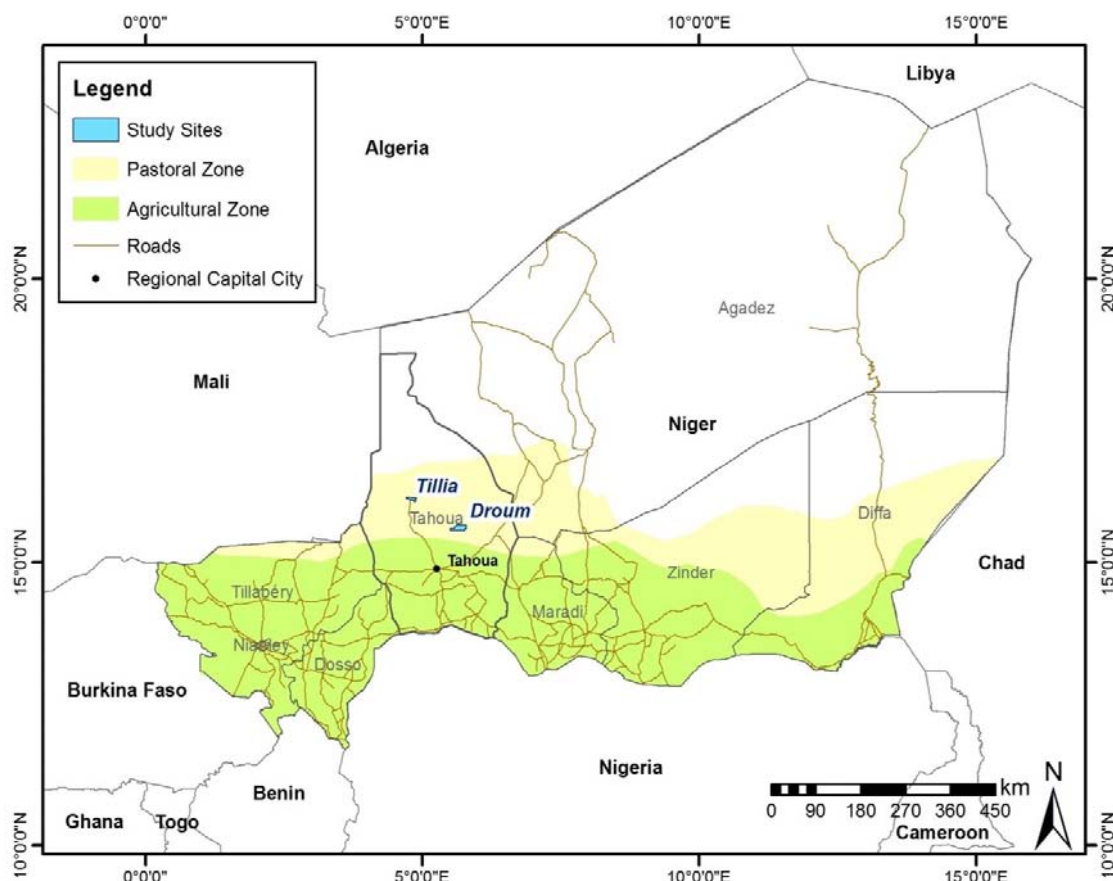 0°0'0" 5°0'0"E 10°0'0"E 15°0'0"E
Libya
Legend
Study Sites
Pastoral Zone
Agricultural Zone
Roads
Regional Capital City
Algeria
20°0'0"N 20°0'0"N
Agadez
Mali
Niger
Tillia
Tahoua
Droum
Diffa
15°0'0"N 15°0'0"N
Tahoua
Zinder
Chad
Tillabéry
Maradi
Niamey
Dosso
Burkina Faso
Nigeria
Benin
km
N
0 45 90 180 270 360 450
Ghana
Togo
Cameroon
10°0'0"N 10°0'0"N
0°0'0" 5°0'0"E 10°0'0"E 15°0'0"E